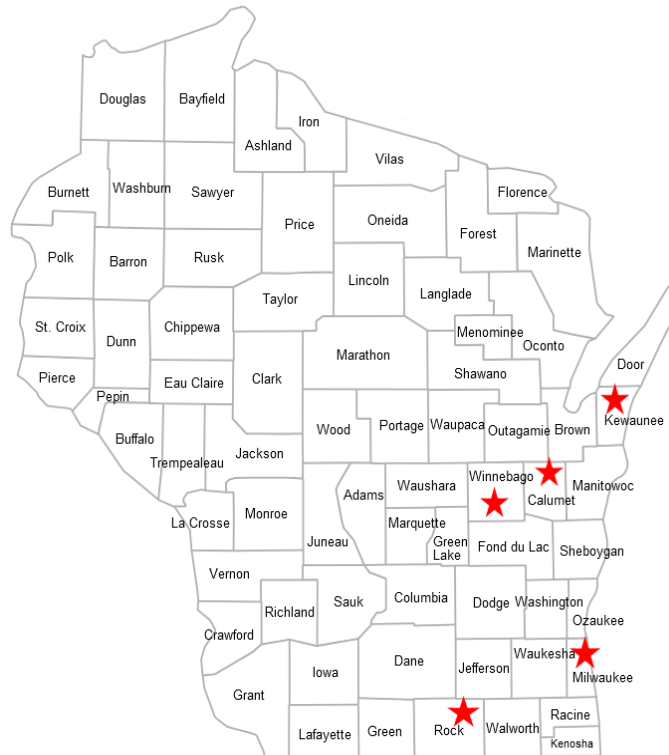 Douglas
Bayfield
Iron
Ashland
Vilas
Burnett
Washburn
Sawyer
Florence
Price
Oneida
Forest
Marinette
Polk
Barron
Rusk
Lincoln
Langlade
Taylor
St. Croix
Dunn
Chippewa
Menominee
Oconto
Marathon
Door
Pierce
Eau Claire
Clark
Shawano
Pepin
Kewaunee
Buffalo
Wood
Portage
Waupaca
Outagamie
Brown
Trempealeau
Jackson
Winnebago
Waushara
Adams
Calumet
Manitowoc
La Crosse
Monroe
Marquette
Juneau
Green
Lake
Fond du Lac
Sheboygan
Vernon
Sauk
Columbia
Dodge
Washington
Richland
Ozaukee
Crawford
Waukesha
Dane
Jefferson
Iowa
Milwaukee
Grant
Racine
Rock
Walworth
Lafayette
Green
Kenosha